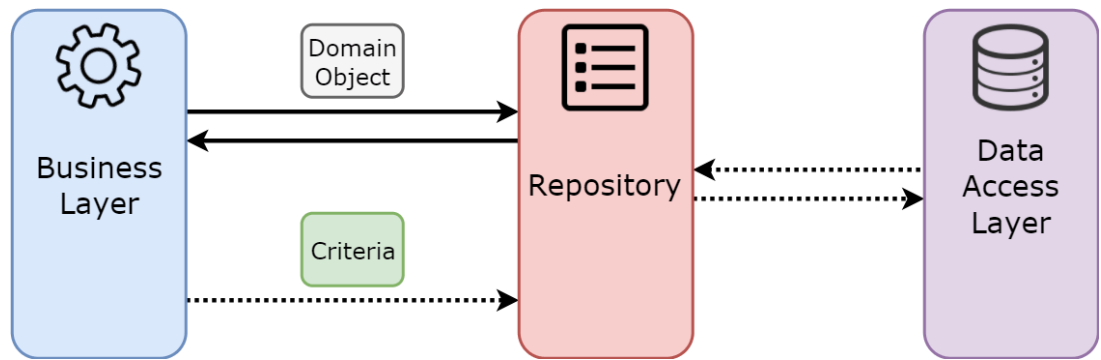 Business
Layer
Domain
Object
Criteria
Repository
Data
Access
Layer